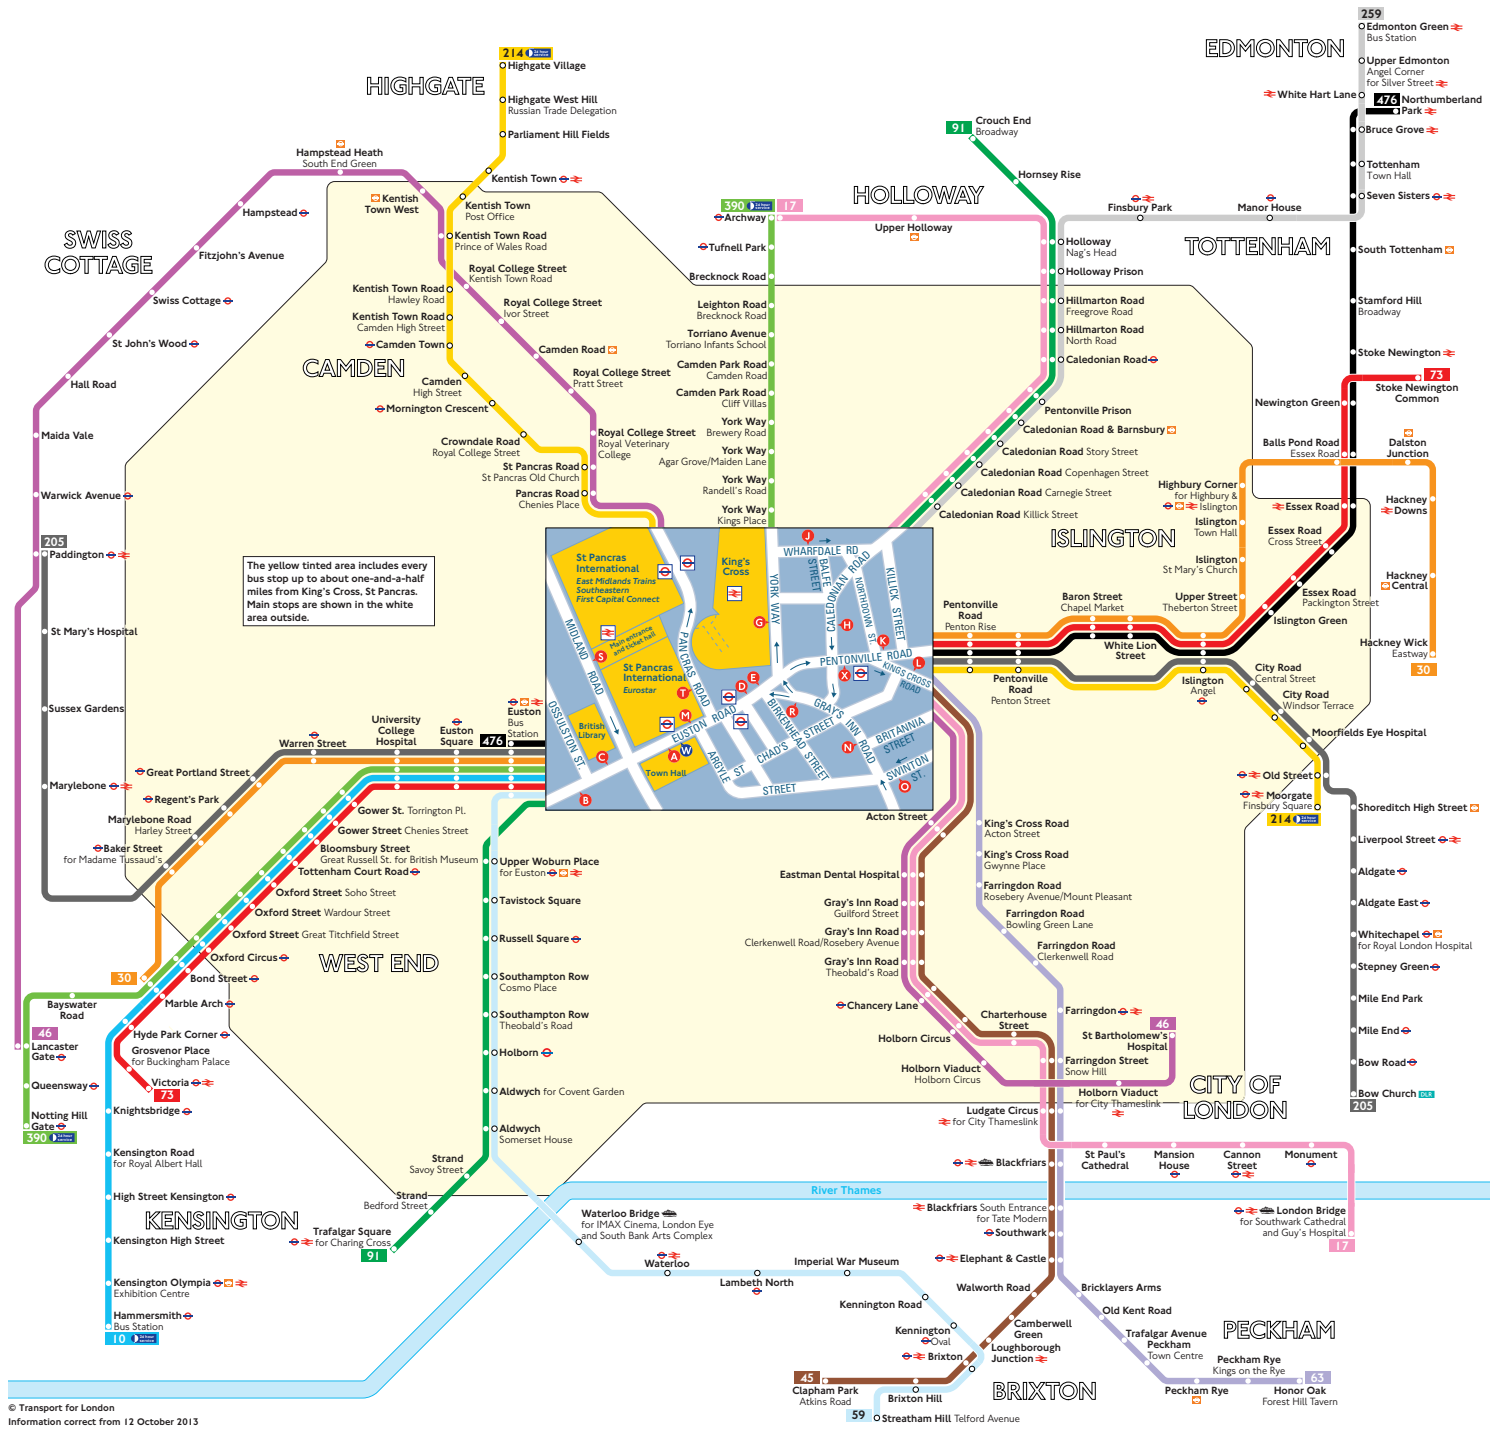 259
Edmonton Green
Bus Station
EDMONTON
Upper Edmonton
Angel Corner
for Silver Street
White Hart Lane
476
Northumberland
Park
Bruce Grove
Tottenham
Town Hall
Seven Sisters
214
24 hour
service
Highgate Village
HIGHGATE
Highgate West Hill
Russian Trade Delegation
Parliament Hill Fields
Kentish Town
91
Crouch End
Broadway
Hornsey Rise
Hampstead Heath
South End Green
Hampstead
Kentish
Town West
Kentish Town
Post Office
Kentish Town Road
Prince of Wales Road
SWISS
COTTAGE
Fitzjohn's Avenue
Swiss Cottage
St John's Wood
Hall Road
Maida Vale
Warwick Avenue
Royal College Street
Kentish Town Road
Kentish Town Road
Hawley Road
Royal College Street
Ivor Street
Kentish Town Road
Camden High Street
Camden Town
Camden Road
CAMDEN
Camden
High Street
Royal College Street
Pratt Street
Mornington Crescent
Crowndale Road
Royal College Street
Royal College Street
Royal Veterinary
College
St Pancras Road
St Pancras Old Church
Pancras Road
Chenies Place
390
24 hour
service
17
Archway
HOLLOWAY
Upper Holloway
Tufnell Park
Brecknock Road
Leighton Road
Brecknock Road
Torriano Avenue
Torriano Infants School
Camden Park Road
Camden Road
Camden Park Road
Cliff Villas
York Way
Brewery Road
York Way
Agar Grove/Maiden Lane
York Way
Randell's Road
York Way
Kings Place
Finsbury Park
Manor House
TOTTENHAM
Holloway
Nag's Head
Holloway Prison
Hillmarton Road
Freegrove Road
Hillmarton Road
North Road
Caledonian Road
Pentonville Prison
Caledonian Road & Barnsbury
Caledonian Road Story Street
Caledonian Road Copenhagen Street
Caledonian Road Carnegie Street
Caledonian Road Killick Street
South Tottenham
Stamford Hill
Broadway
Stoke Newington
73
Stoke Newington
Common
Newington Green
Balls Pond Road
Essex Road
Dalston
Junction
Highbury Corner
for Highbury &
Islington
Hackney
Downs
Essex Road
Islington
Town Hall
ISLINGTON
Essex Road
Cross Street
Islington
St Mary's Church
Hackney
Central
Upper Street
Theberton Street
Essex Road
Packington Street
Islington Green
Hackney Wick
Eastway
30
Baron Street
Chapel Market
Pentonville
Road
Penton Rise
White Lion
Street
Pentonville
Road
Penton Street
Islington
Angel
City Road
Central Street
City Road
Windsor Terrace
Moorfields Eye Hospital
Old Street
Moorgate
Finsbury Square
214
24 hour
service
Shoreditch High Street
Liverpool Street
Aldgate
Aldgate East
Whitechapel
for Royal London Hospital
Stepney Green
Mile End Park
Mile End
Bow Road
Bow Church
DLR
205
205
Paddington
St Mary's Hospital
Sussex Gardens
Marylebone
The yellow tinted area includes every
bus stop up to about one-and-a-half
miles from King's Cross, St Pancras.
Main stops are shown in the white
area outside.
St Pancras
International
East Midlands Trains
Southeastern
First Capital Connect
King's
Cross
Main entrance
and ticket hall
St Pancras
International
Eurostar
British
Library
Town Hall
MIDLAND ROAD
OSSULSTON ST.
PANCRAS ROAD
EUSTON ROAD
YORK WAY
WHARFDALE RD
BALFE STREET
CALEDONIAN ROAD
NORTHDOWN ST.
KILLICK STREET
PENTONVILLE ROAD
KINGS CROSS ROAD
GRAY'S INN ROAD
BIRKENHEAD STREET
ST CHAD'S STREET
ARGYLE STREET
BRITANNIA STREET
SWINTON ST.
J
G
H
K
L
X
S
T
M
D
E
R
N
O
C
A
W
B
Euston
Bus
Station
476
Euston
Square
University
College
Hospital
Warren Street
Great Portland Street
Regent's Park
Marylebone Road
Harley Street
Baker Street
for Madame Tussaud's
Gower St. Torrington Pl.
Gower Street Chenies Street
Bloomsbury Street
Great Russell St. for British Museum
Tottenham Court Road
Oxford Street Soho Street
Oxford Street Wardour Street
Oxford Street Great Titchfield Street
Oxford Circus
WEST END
30
Bond Street
Bayswater
Road
Marble Arch
Hyde Park Corner
46
Lancaster
Gate
Grosvenor Place
for Buckingham Palace
Victoria
73
Queensway
Notting Hill
Gate
390
24 hour
service
Knightsbridge
Kensington Road
for Royal Albert Hall
High Street Kensington
KENSINGTON
Kensington High Street
Kensington Olympia
Exhibition Centre
Hammersmith
Bus Station
10
24 hour
service
Upper Woburn Place
for Euston
Tavistock Square
Russell Square
Southampton Row
Cosmo Place
Southampton Row
Theobald's Road
Holborn
Aldwych for Covent Garden
Aldwych
Somerset House
Strand
Savoy Street
Strand
Bedford Street
Trafalgar Square
for Charing Cross
91
Acton Street
Eastman Dental Hospital
Gray's Inn Road
Guilford Street
Gray's Inn Road
Clerkenwell Road/Rosebery Avenue
Gray's Inn Road
Theobald's Road
Chancery Lane
Holborn Circus
Holborn Viaduct
Holborn Circus
King's Cross Road
Acton Street
King's Cross Road
Gwynne Place
Farringdon Road
Rosebery Avenue/Mount Pleasant
Farringdon Road
Bowling Green Lane
Farringdon Road
Clerkenwell Road
Farringdon
Charterhouse
Street
46
St Bartholomew's
Hospital
Farringdon Street
Snow Hill
Holborn Viaduct
for City Thameslink
CITY OF
LONDON
Ludgate Circus
for City Thameslink
Blackfriars
St Paul's
Cathedral
Mansion
House
Cannon
Street
Monument
River Thames
Blackfriars South Entrance
for Tate Modern
London Bridge
for Southwark Cathedral
and Guy's Hospital
17
Southwark
Elephant & Castle
Waterloo Bridge
for IMAX Cinema, London Eye
and South Bank Arts Complex
Waterloo
Lambeth North
Imperial War Museum
Kennington Road
Kennington
Oval
Brixton
Walworth Road
Camberwell
Green
Loughborough
Junction
BRIXTON
45
Clapham Park
Atkins Road
Brixton Hill
59
Streatham Hill Telford Avenue
Bricklayers Arms
Old Kent Road
Trafalgar Avenue
Peckham
Town Centre
PECKHAM
Peckham Rye
Kings on the Rye
Peckham Rye
63
Honor Oak
Forest Hill Tavern
© Transport for London
Information correct from 12 October 2013